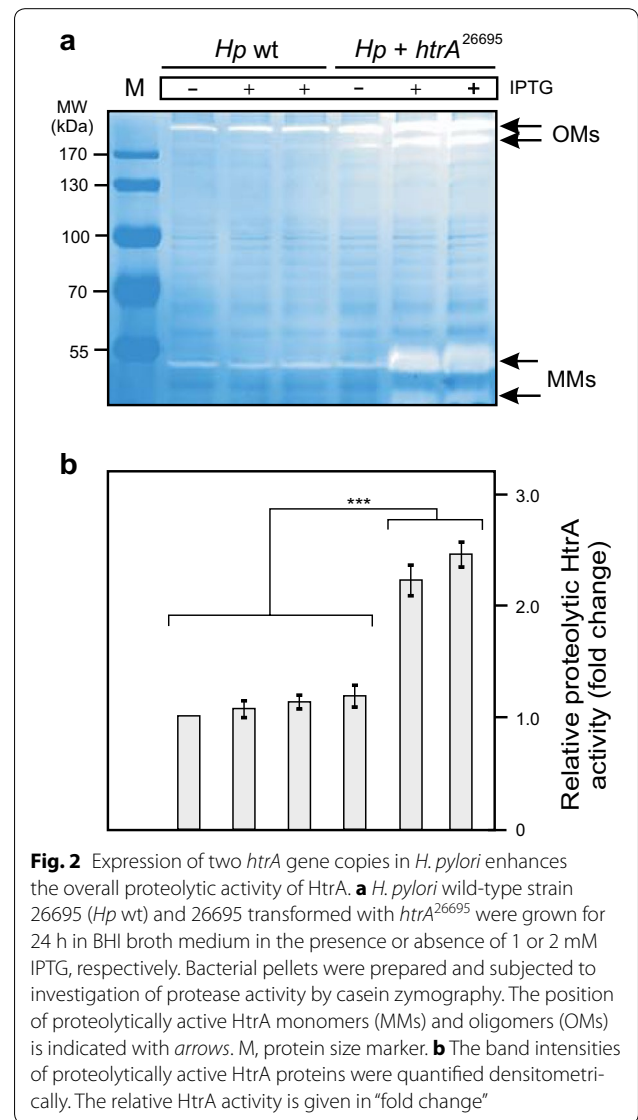 a
Hp wt Hp + htrA26695
M − + + − + + IPTG
MW
(kDa)
170
130
100
70
55
OMs
MMs
b
***
3.0
2.0
1.0
0
Relative proteolytic HtrA
activity (fold change)
Fig. 2 Expression of two htrA gene copies in H. pylori enhances
the overall proteolytic activity of HtrA. a H. pylori wild-type strain
26695 (Hp wt) and 26695 transformed with htrA26695 were grown for
24 h in BHI broth medium in the presence or absence of 1 or 2 mM
IPTG, respectively. Bacterial pellets were prepared and subjected to
investigation of protease activity by casein zymography. The position
of proteolytically active HtrA monomers (MMs) and oligomers (OMs)
is indicated with arrows. M, protein size marker. b The band intensities
of proteolytically active HtrA proteins were quantified densitometri-
cally. The relative HtrA activity is given in “fold change”